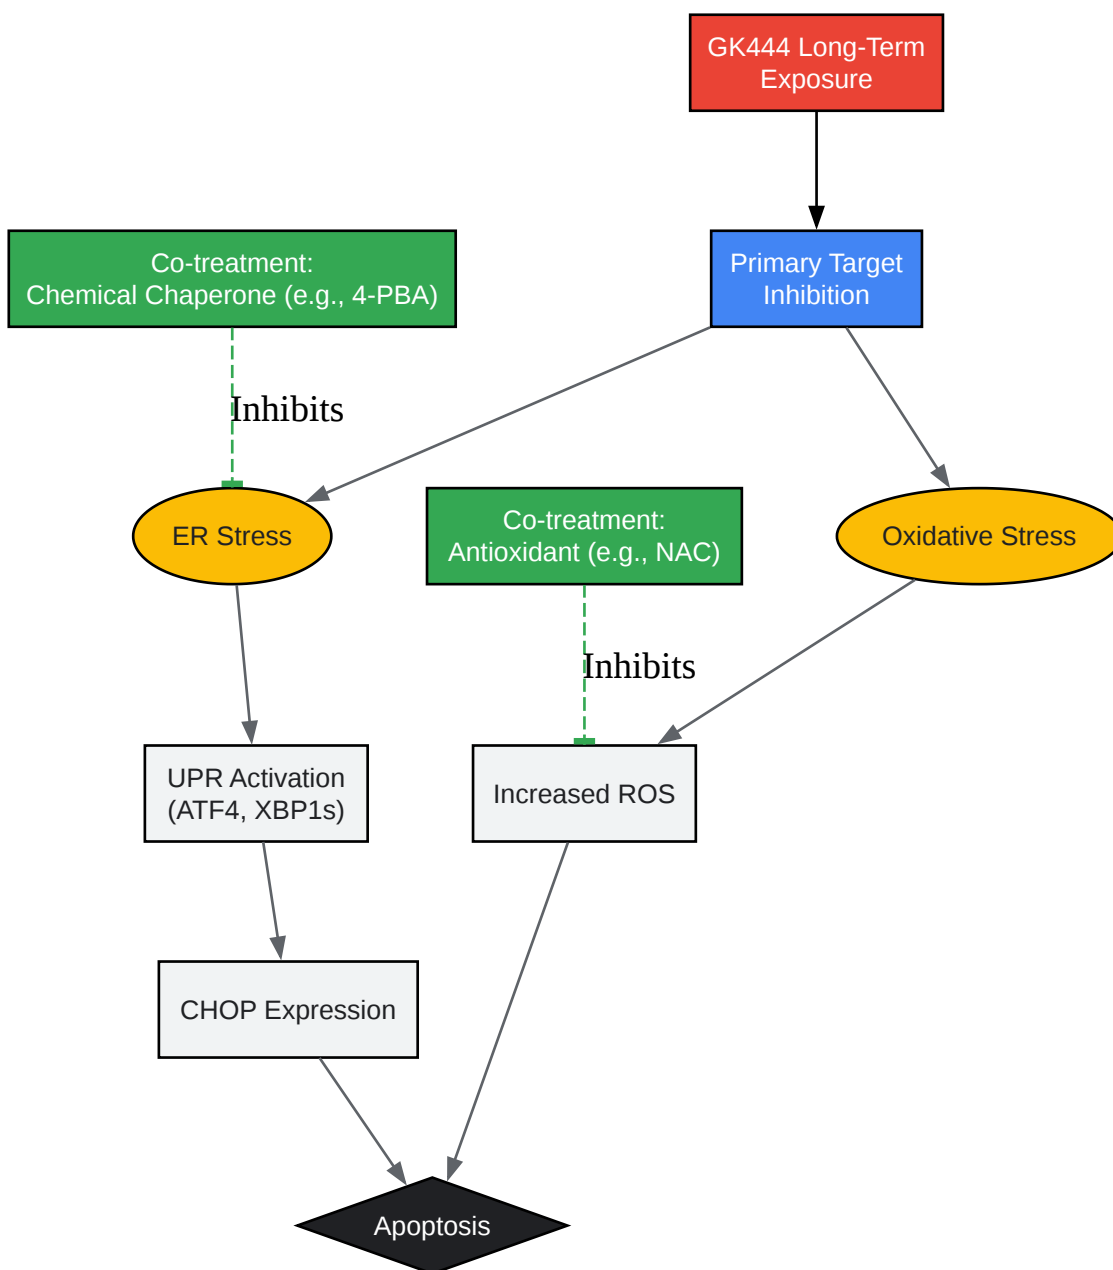 GK444 Long-Term
Exposure
Co-treatment:
Chemical Chaperone (e.g., 4-PBA)
Primary Target
Inhibition
Inhibits
ER Stress
Co-treatment:
Antioxidant (e.g., NAC)
Oxidative Stress
Inhibits
UPR Activation
(ATF4, XBP1s)
Increased ROS
CHOP Expression
Apoptosis